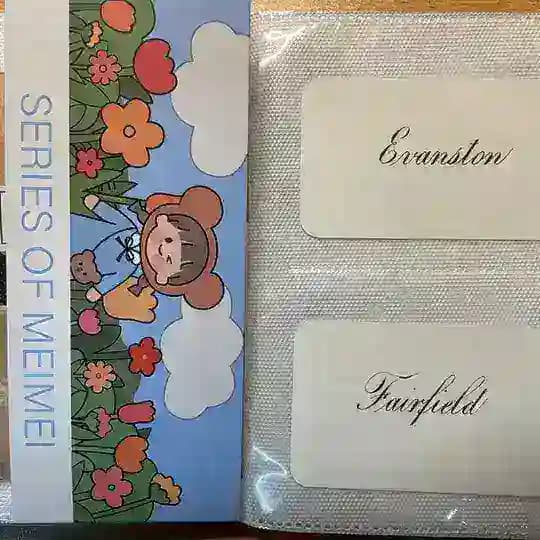 SERIES OF MEIMEI
Evanston
Fairfield